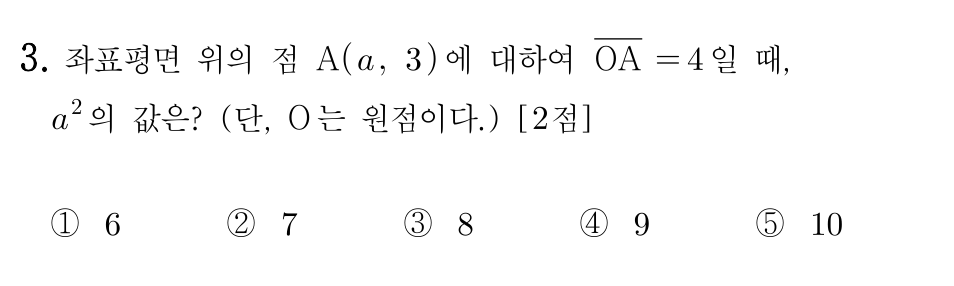 3. 좌표평면 위의 점 A(a, 3)에 대하여 $\overline{OA}$ = 4일 때,
a²의 값은? (단, O는 원점이다.) [2점]
① 6 ② 7 ③ 8 ④ 9 ⑤ 10